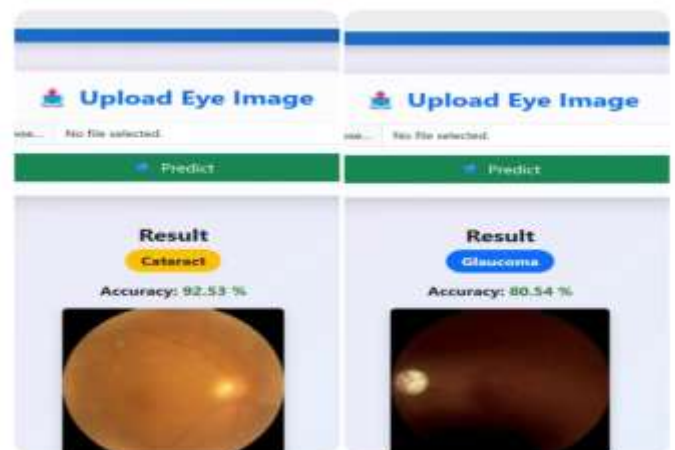 Upload Eye Image
No file selected.
Predict
Result
Cataract
Accuracy: 92.53 %
Upload Eye Image
No file selected.
Predict
Result
Glaucoma
Accuracy: 80.54 %